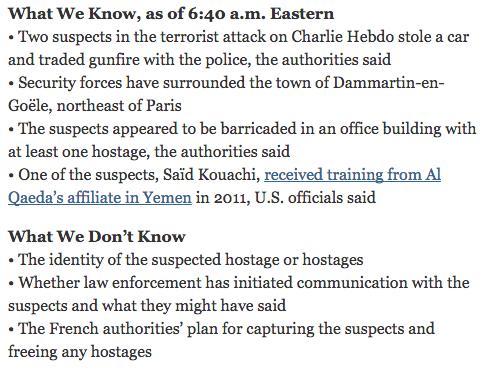 What We Know, as of 6:40 a.m. Eastern
• Two suspects in the terrorist attack on Charlie Hebdo stole a car
and traded gunfire with the police, the authorities said
• Security forces have surrounded the town of Dammartin-en-
Goële, northeast of Paris
• The suspects appeared to be barricaded in an office building with
at least one hostage, the authorities said
• One of the suspects, Saïd Kouachi, received training from Al
Qaeda’s affiliate in Yemen in 2011, U.S. officials said
What We Don’t Know
• The identity of the suspected hostage or hostages
• Whether law enforcement has initiated communication with the
suspects and what they might have said
• The French authorities’ plan for capturing the suspects and
freeing any hostages